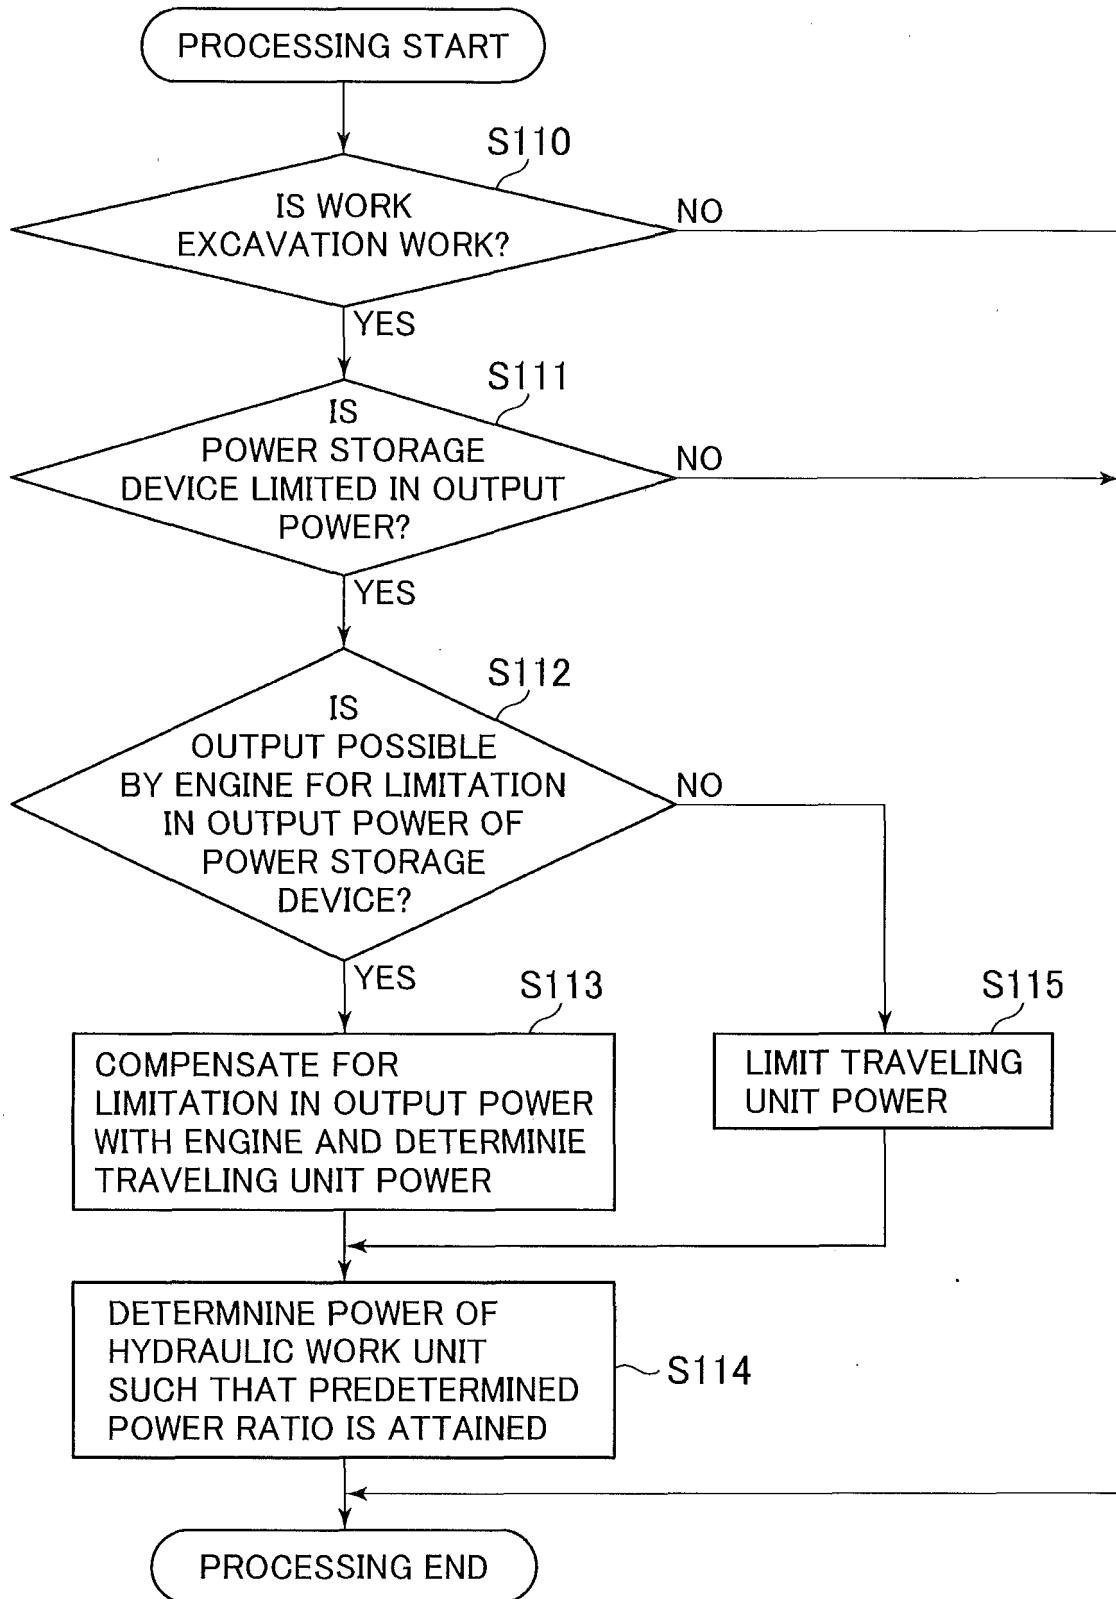 PROCESSING START
S110
IS WORK
EXCAVATION WORK?
NO
YES
S111
IS
POWER STORAGE
DEVICE LIMITED IN OUTPUT
POWER?
NO
YES
S112
IS
OUTPUT POSSIBLE
BY ENGINE FOR LIMITATION
IN OUTPUT POWER OF
POWER STORAGE
DEVICE?
NO
YES
S113
COMPENSATE FOR
LIMITATION IN OUTPUT POWER
WITH ENGINE AND DETERMINIE
TRAVELING UNIT POWER
S115
LIMIT TRAVELING
UNIT POWER
DETERMNINE POWER OF
HYDRAULIC WORK UNIT
SUCH THAT PREDETERMINED
POWER RATIO IS ATTAINED
S114
PROCESSING END